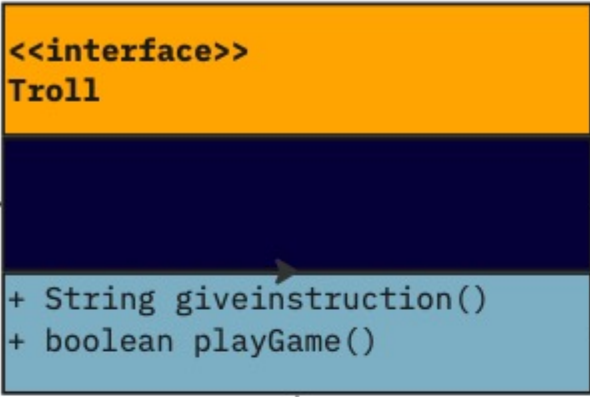 <<interface>>
Troll
+ String giveinstruction()
+ boolean playGame()